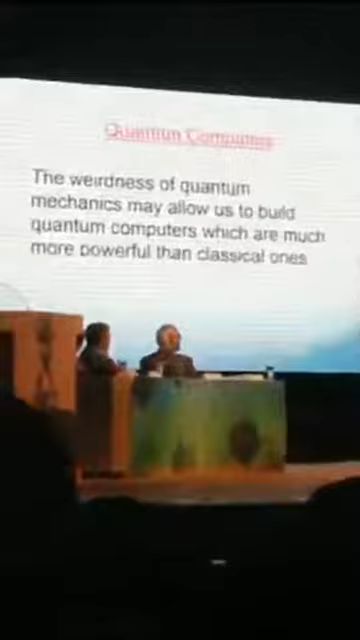 Quantum Computers
The weirdness of quantum
mechanics may allow us to build
quantum computers which are much
more powerful than classical ones